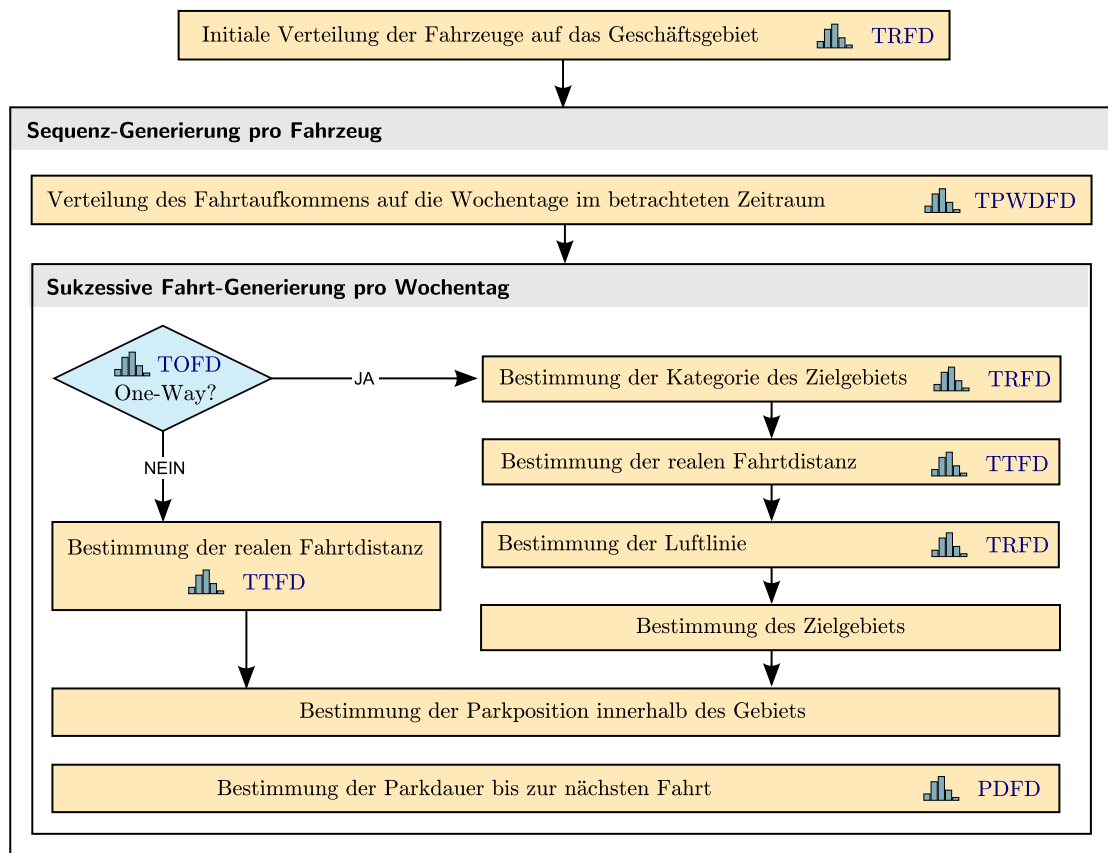 Initiale Verteilung der Fahrzeuge auf das Geschäftsgebiet TRFD
Sequenz-Generierung pro Fahrzeug
Verteilung des Fahrtaufkommens auf die Wochentage im betrachteten Zeitraum TPWDFD
Sukzessive Fahrt-Generierung pro Wochentag
TOFD
One-Way?
JA
NEIN
Bestimmung der realen Fahrtdistanz
TTFD
Bestimmung der Kategorie des Zielgebiets TRFD
Bestimmung der realen Fahrtdistanz TTFD
Bestimmung der Luftlinie TRFD
Bestimmung des Zielgebiets
Bestimmung der Parkposition innerhalb des Gebiets
Bestimmung der Parkdauer bis zur nächsten Fahrt PDFD